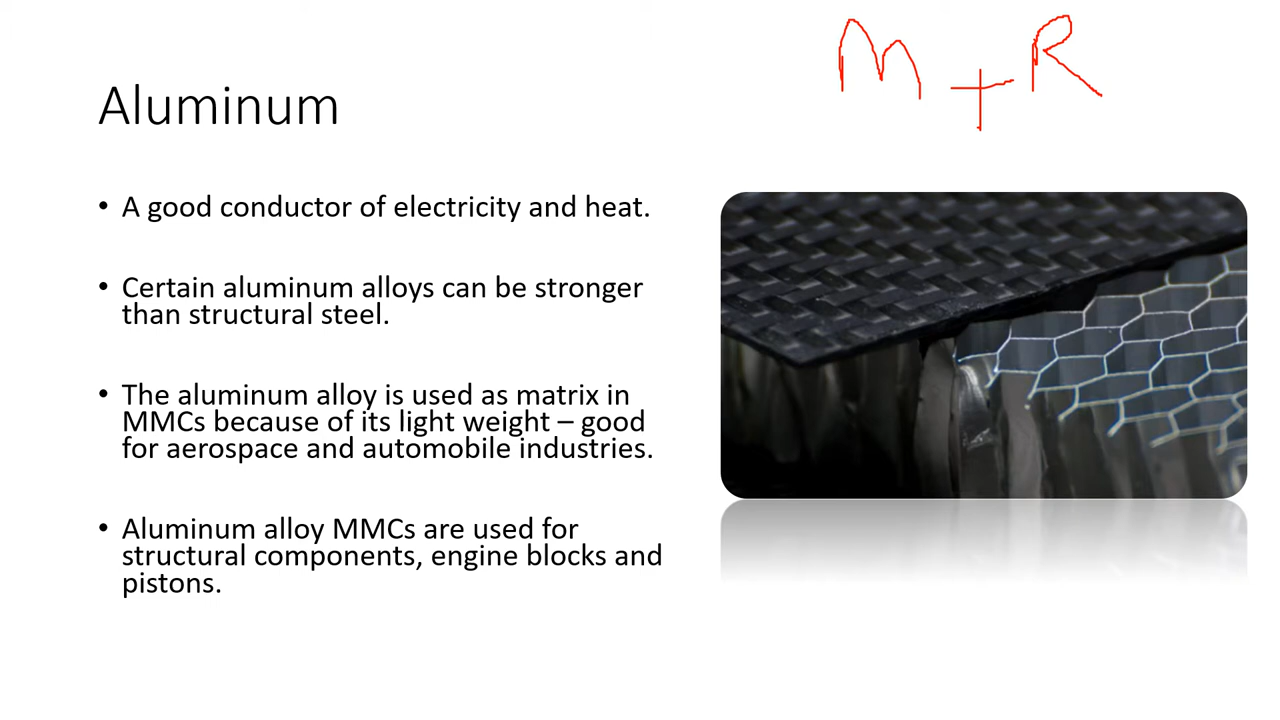 M + R
Aluminum
• A good conductor of electricity and heat.
• Certain aluminum alloys can be stronger
than structural steel.
• The aluminum alloy is used as matrix in
MMCs because of its light weight – good
for aerospace and automobile industries.
• Aluminum alloy MMCs are used for
structural components, engine blocks and
pistons.